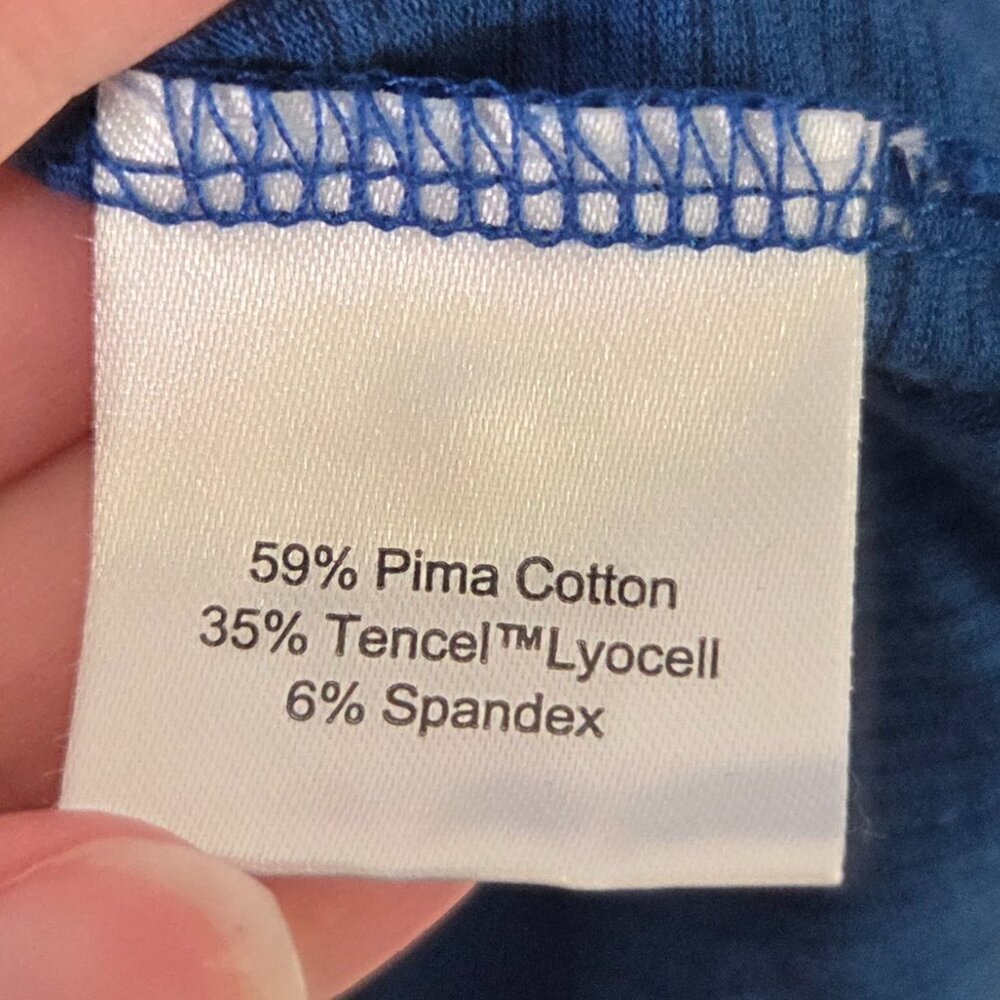 59% Pima Cotton
35% Tencel™Lyocell
6% Spandex